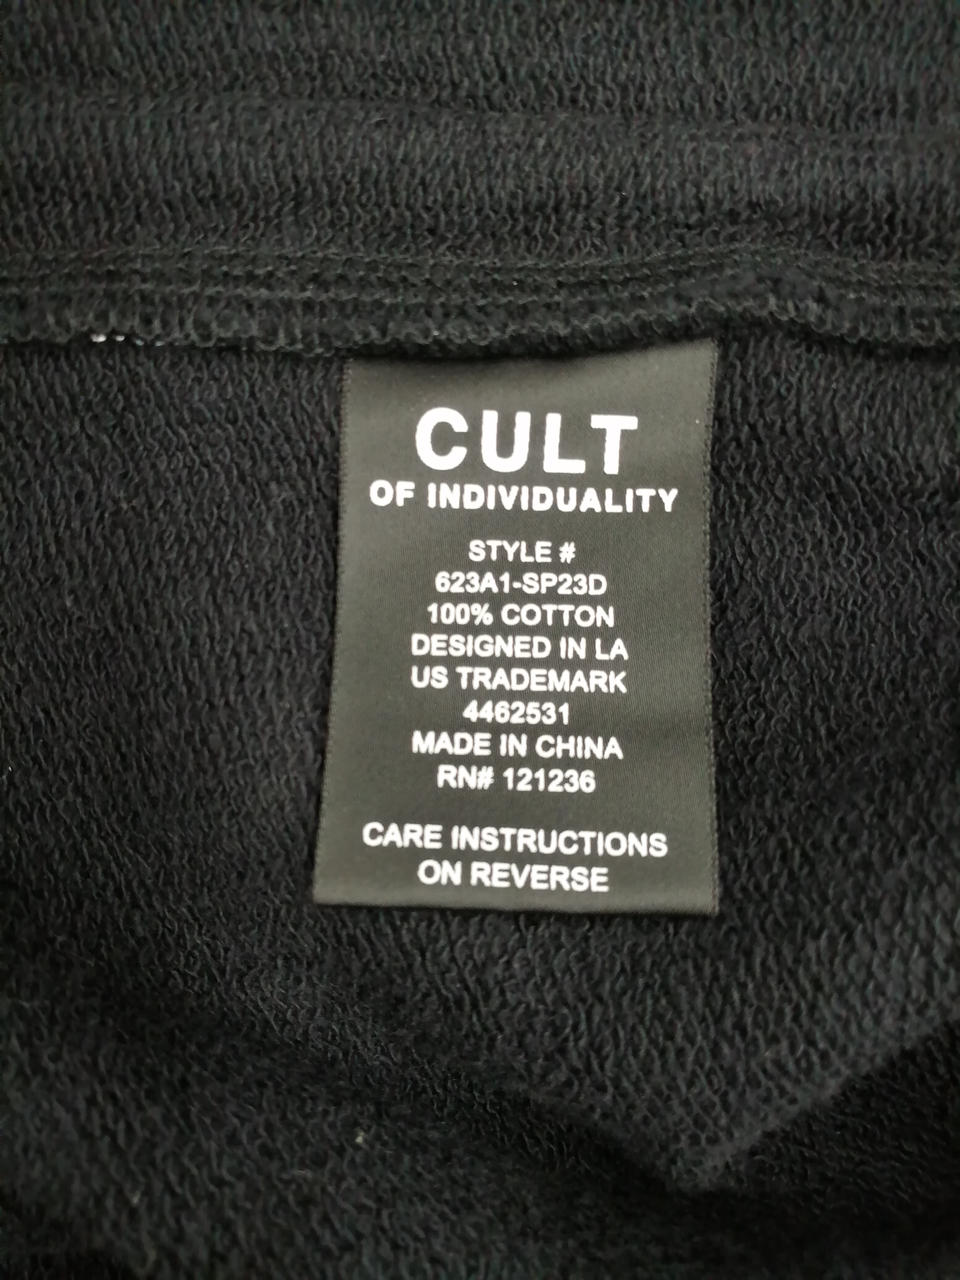 CULT
OF INDIVIDUALITY
STYLE #
623A1-SP23D
100% COTTON
DESIGNED IN LA
US TRADEMARK
4462531
MADE IN CHINA
RN# 121236
CARE INSTRUCTIONS
ON REVERSE